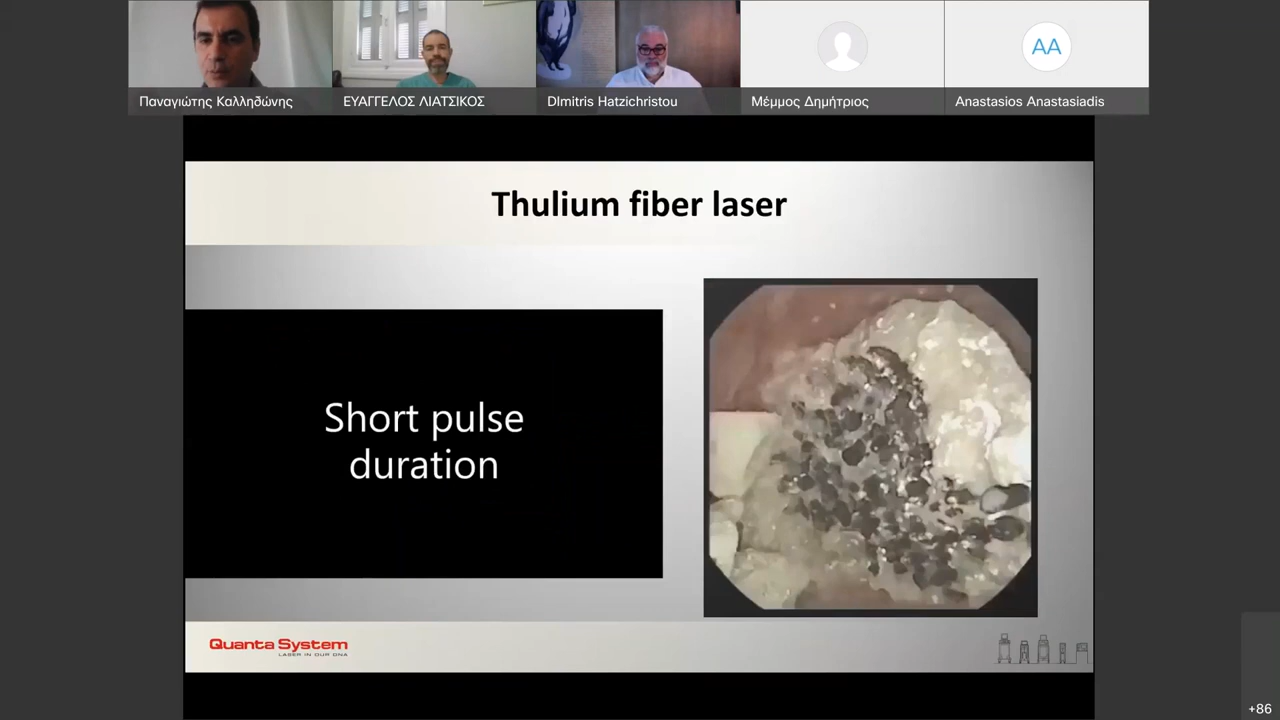 Παναγιώτης Καλληδώνης
ΕΥΑΓΓΕΛΟΣ ΛΙΑΤΣΙΚΟΣ
DImitris Hatzichristou
Μέμμος Δημήτριος
AA
Anastasios Anastasiadis
Thulium fiber laser
Short pulse
duration
Quanta System
LASER IN OUR DNA
+86